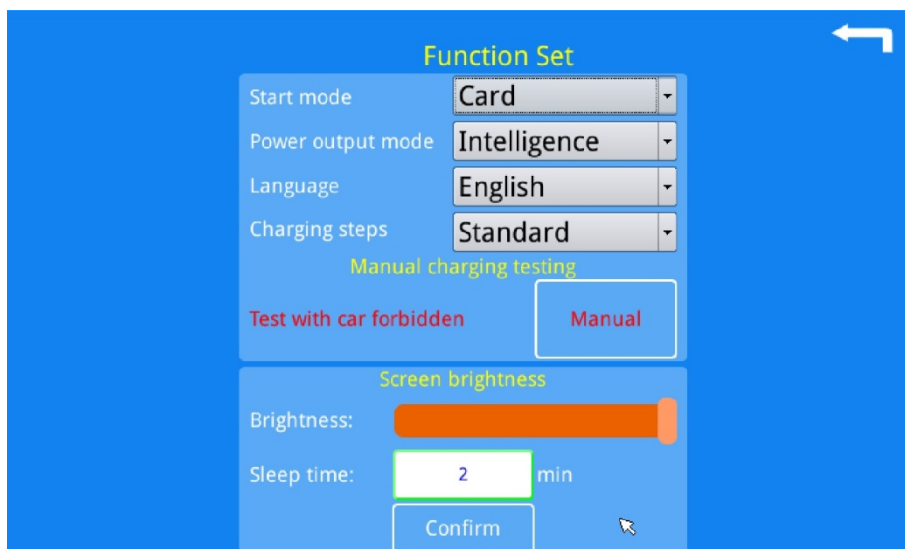 Function Set
Start mode Card
Power output mode Intelligence
Language English
Charging steps Standard
Manual charging testing
Test with car forbidden Manual
Screen brightness
Brightness:
Sleep time: 2 min
Confirm